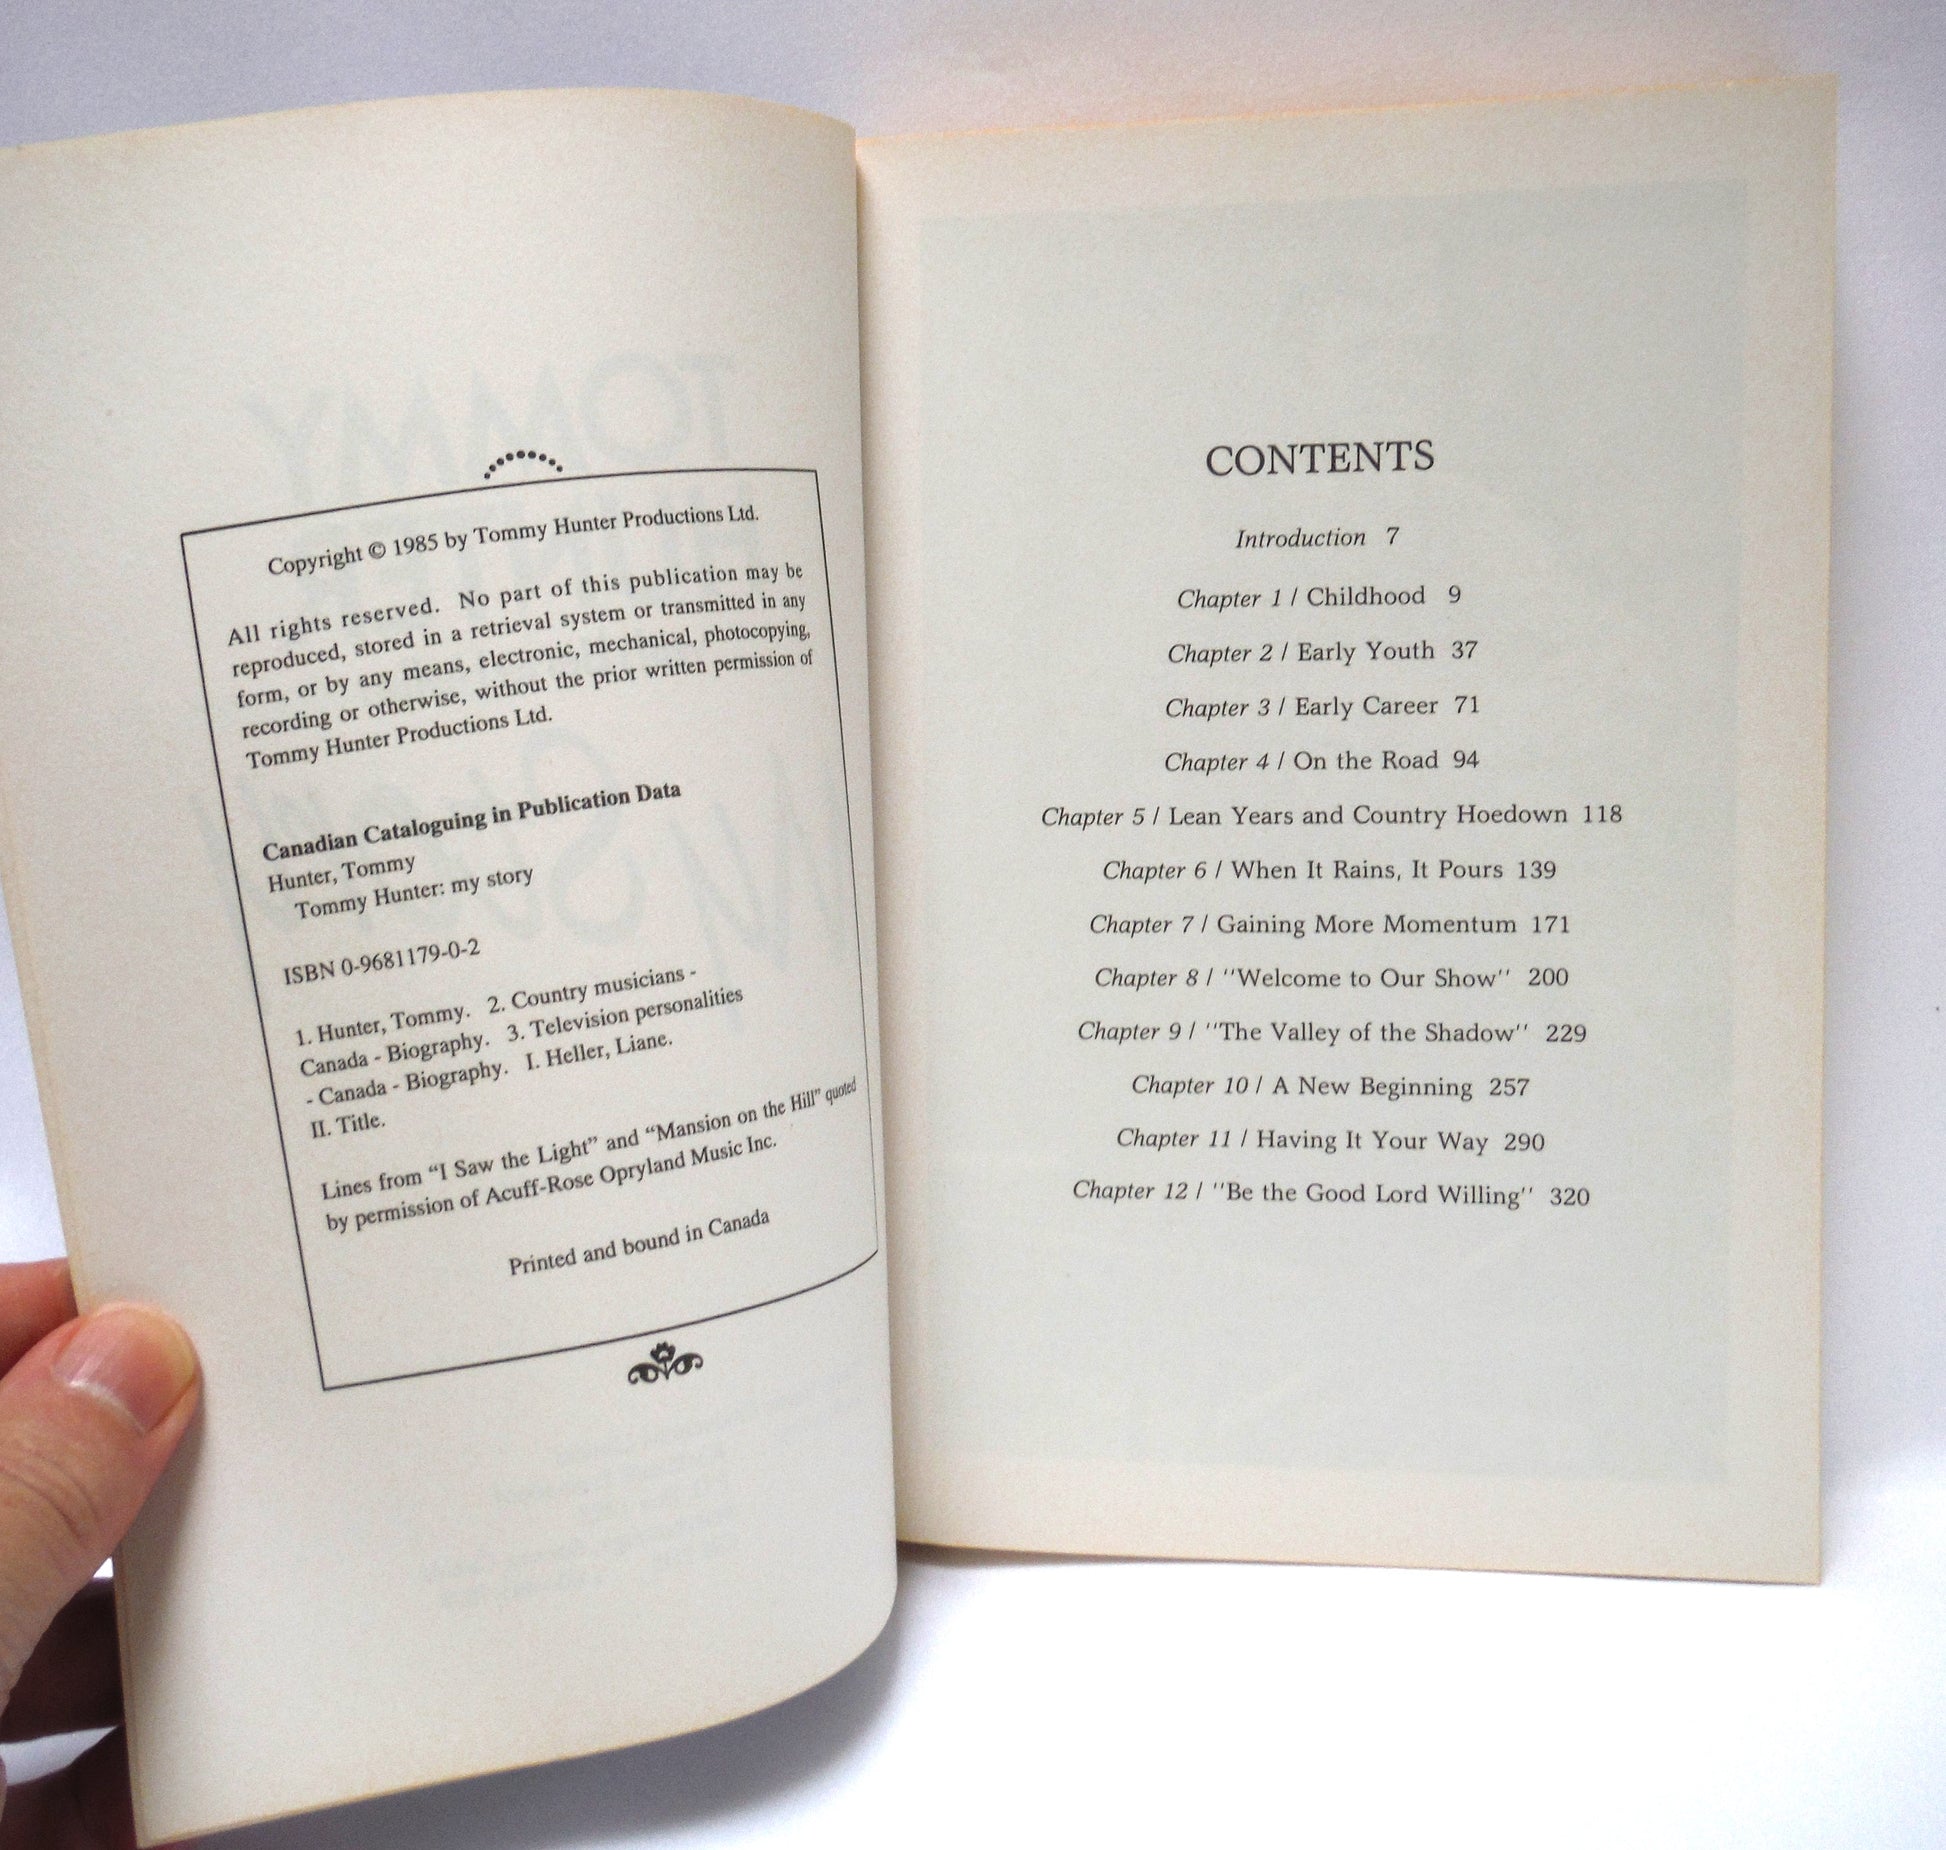 Copyright © 1985 by Tommy Hunter Productions Ltd.
All rights reserved. No part of this publication may be
reproduced, stored in a retrieval system or transmitted in any
form, or by any means, electronic, mechanical, photocopying,
recording or otherwise, without the prior written permission of
Tommy Hunter Productions Ltd.
Canadian Cataloguing in Publication Data
Hunter, Tommy
Tommy Hunter: my story
ISBN 0-9681179-0-2
1. Hunter, Tommy. 2. Country musicians -
Canada - Biography. 3. Television personalities
- Canada - Biography. I. Heller, Liane.
II. Title.
Lines from “I Saw the Light” and “Mansion on the Hill” quoted
by permission of Acuff-Rose Opryland Music Inc.
Printed and bound in Canada
CONTENTS
Introduction 7
Chapter 1 / Childhood 9
Chapter 2 / Early Youth 37
Chapter 3 / Early Career 71
Chapter 4 / On the Road 94
Chapter 5 / Lean Years and Country Hoedown 118
Chapter 6 / When It Rains, It Pours 139
Chapter 7 / Gaining More Momentum 171
Chapter 8 / "Welcome to Our Show" 200
Chapter 9 / "The Valley of the Shadow" 229
Chapter 10 / A New Beginning 257
Chapter 11 / Having It Your Way 290
Chapter 12 / "Be the Good Lord Willing" 320